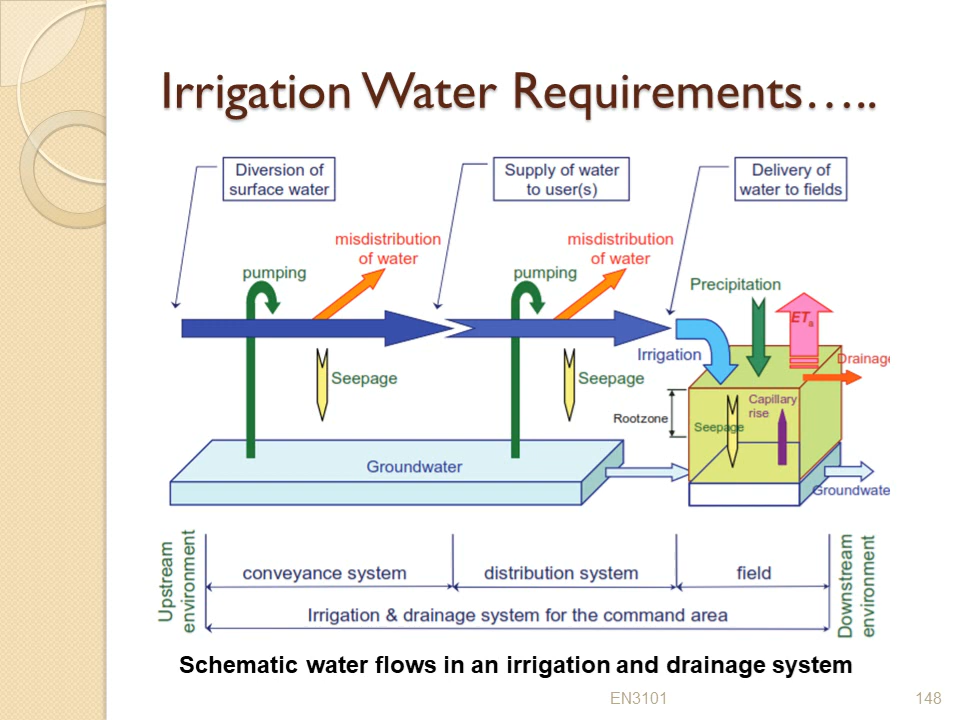 Irrigation Water Requirements…..
Diversion of
surface water
Supply of water
to user(s)
Delivery of
water to fields
misdistribution
of water
misdistribution
of water
pumping
pumping
Precipitation
ETa
Irrigation
Drainage
Seepage
Seepage
Rootzone
Capillary
rise
Seepage
Groundwater
Groundwate
Upstream
environment
conveyance system
distribution system
field
Irrigation & drainage system for the command area
Downstream
environment
Schematic water flows in an irrigation and drainage system
EN3101
148